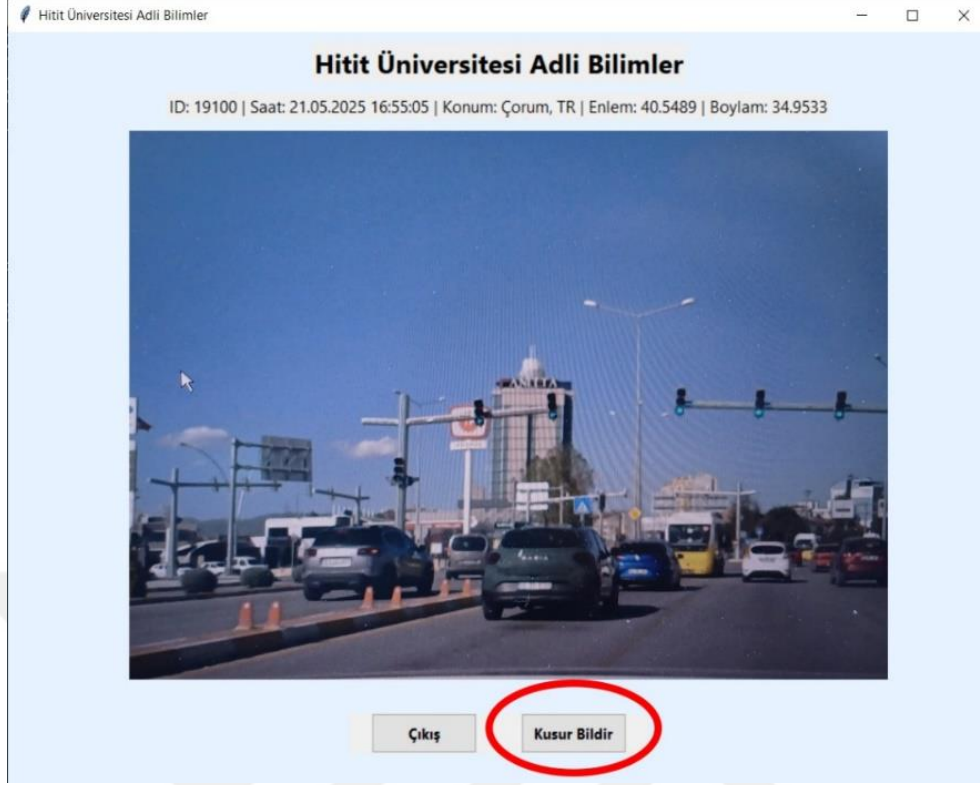 Hitit Üniversitesi Adli Bilimler
Hitit Üniversitesi Adli Bilimler
ID: 19100 | Saat: 21.05.2025 16:55:05 | Konum: Çorum, TR | Enlem: 40.5489 | Boylam: 34.9533
ANITTA
Çıkış
Kusur Bildir